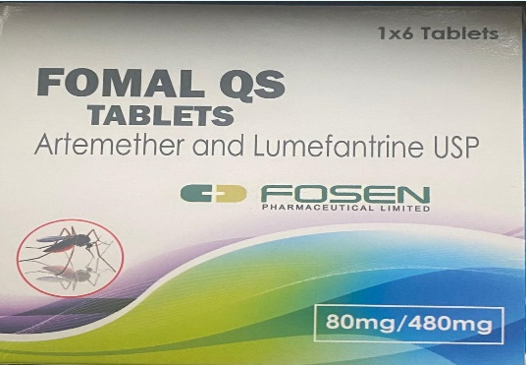 1x6 Tablets
FOMAL QS
TABLETS
Artemether and Lumefantrine USP
FOSEN
PHARMACEUTICAL LIMITED
80mg/480mg